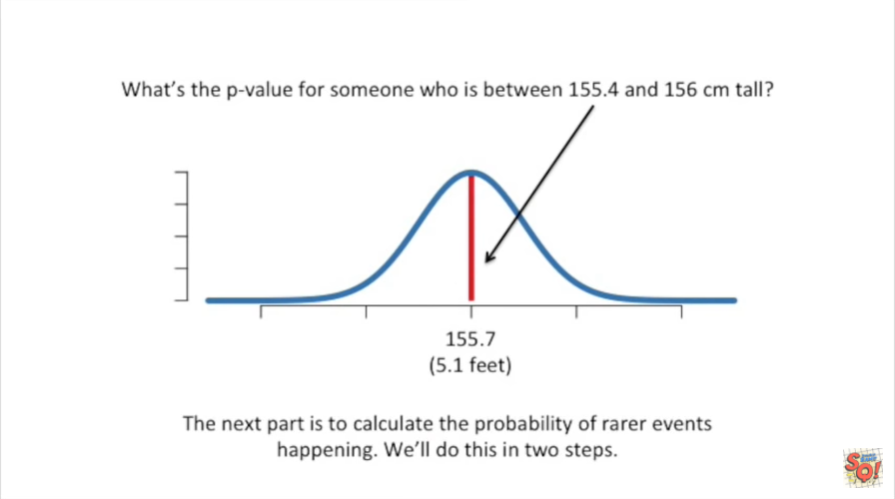 What's the p-value for someone who is between 155.4 and 156 cm tall?
155.7
(5.1 feet)
The next part is to calculate the probability of rarer events
happening. We'll do this in two steps.
SQ!